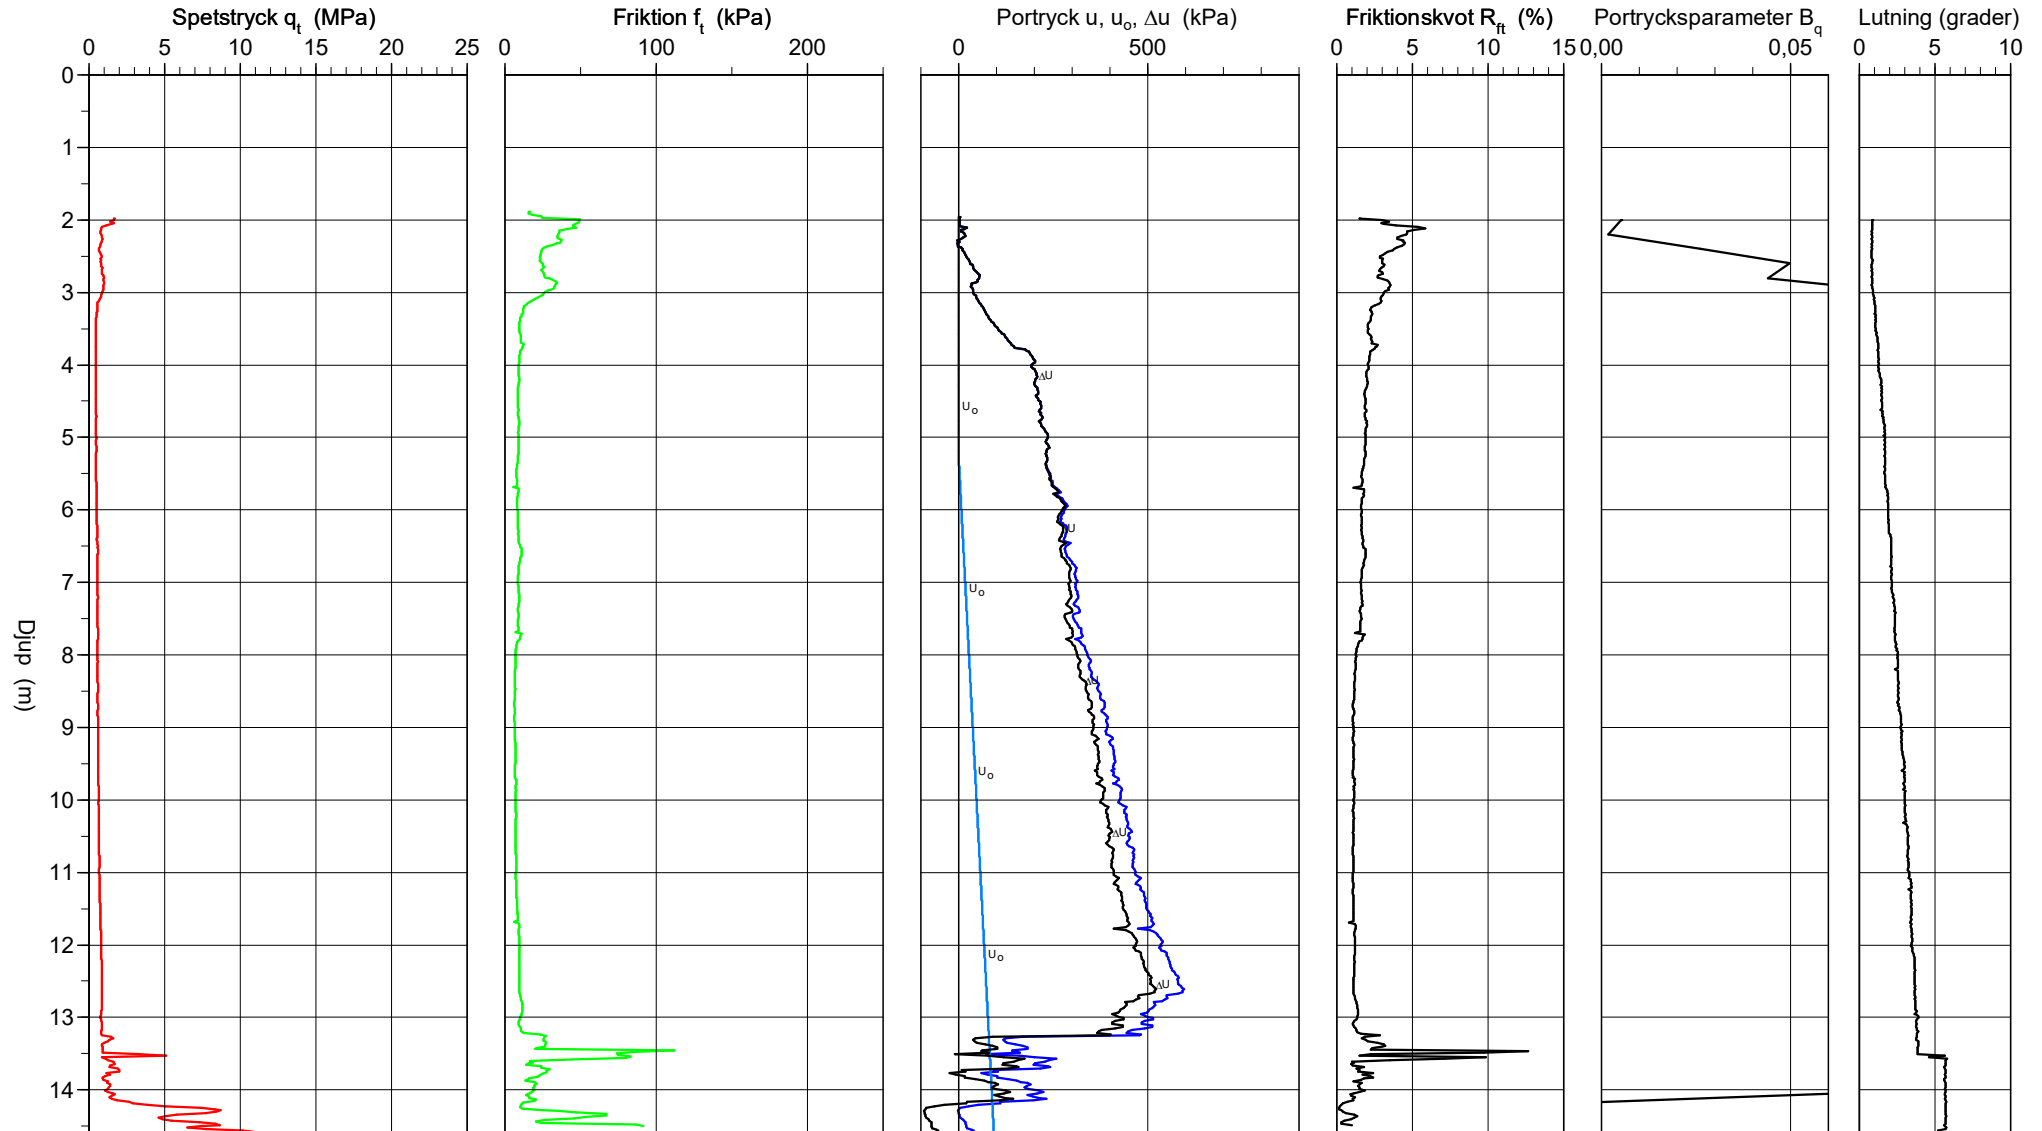 Spetstryck qt (MPa) Friktion ft (kPa) Portryck u, uo, Δu (kPa) Friktionskvot Rft (%) Portrycksparameter Bq Lutning (grader)
0 5 10 15 20 25 0 100 200 0 500 0 5 10 15 0,00 0,05 0 5 10
0
1
2
3
4
ΔU
Uo
5
6
U
7
Uo
Djup (m)
8
ΔU
9
Uo
10
ΔU
11
12
Uo
ΔU
13
14